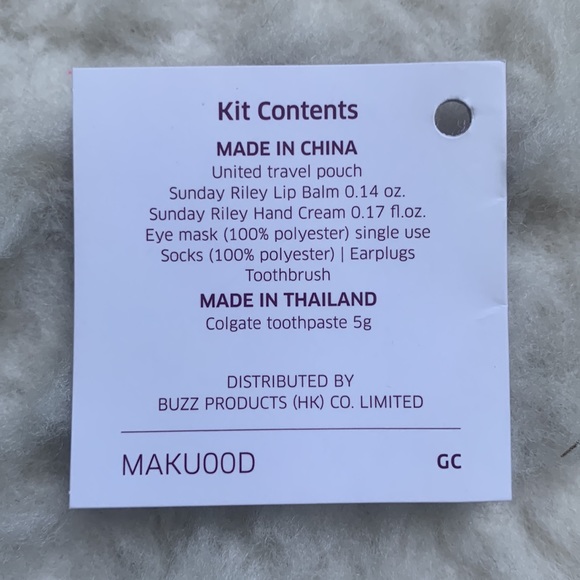 Kit Contents
MADE IN CHINA
United travel pouch
Sunday Riley Lip Balm 0.14 oz.
Sunday Riley Hand Cream 0.17 fl.oz.
Eye mask (100% polyester) single use
Socks (100% polyester) | Earplugs
Toothbrush
MADE IN THAILAND
Colgate toothpaste 5g
DISTRIBUTED BY
BUZZ PRODUCTS (HK) CO. LIMITED
MAKU00D GC